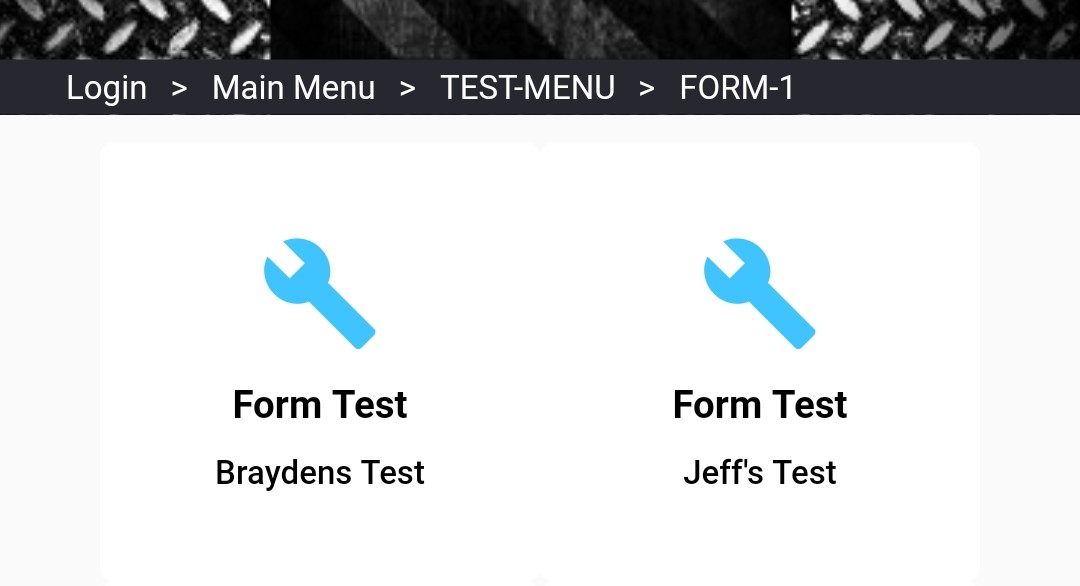 Login > Main Menu > TEST-MENU > FORM-1
Form Test
Braydens Test
Form Test
Jeff's Test